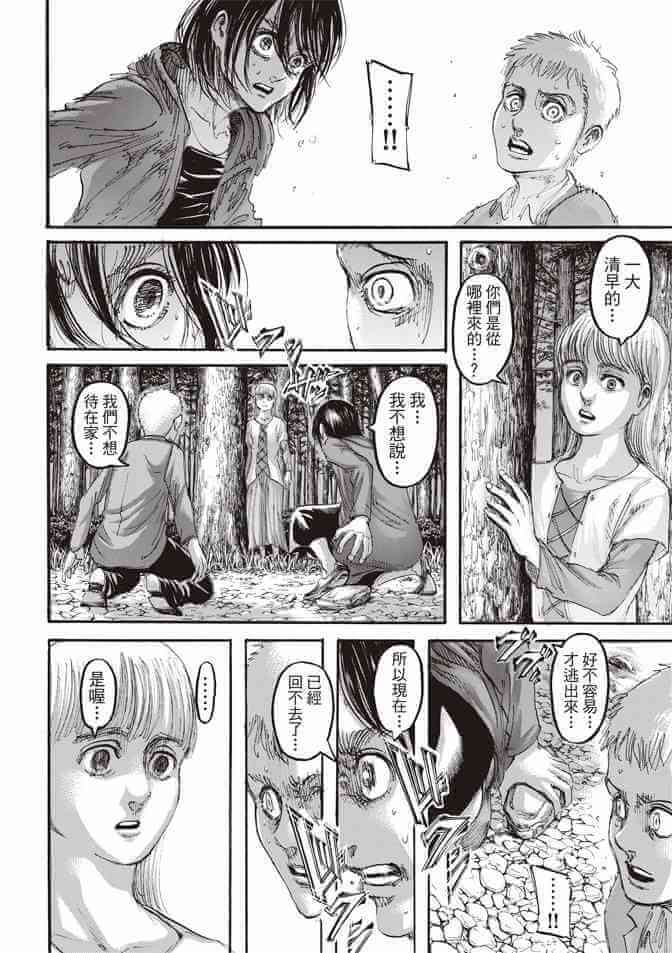 …
…!!
一大
清早的…
你們是從
哪裡來的…?
我…
我不想說…
我們不想
待在家…
好不容易
才逃出來…
…
…!!
所以現在…
已經
回不去了…
……
是喔…